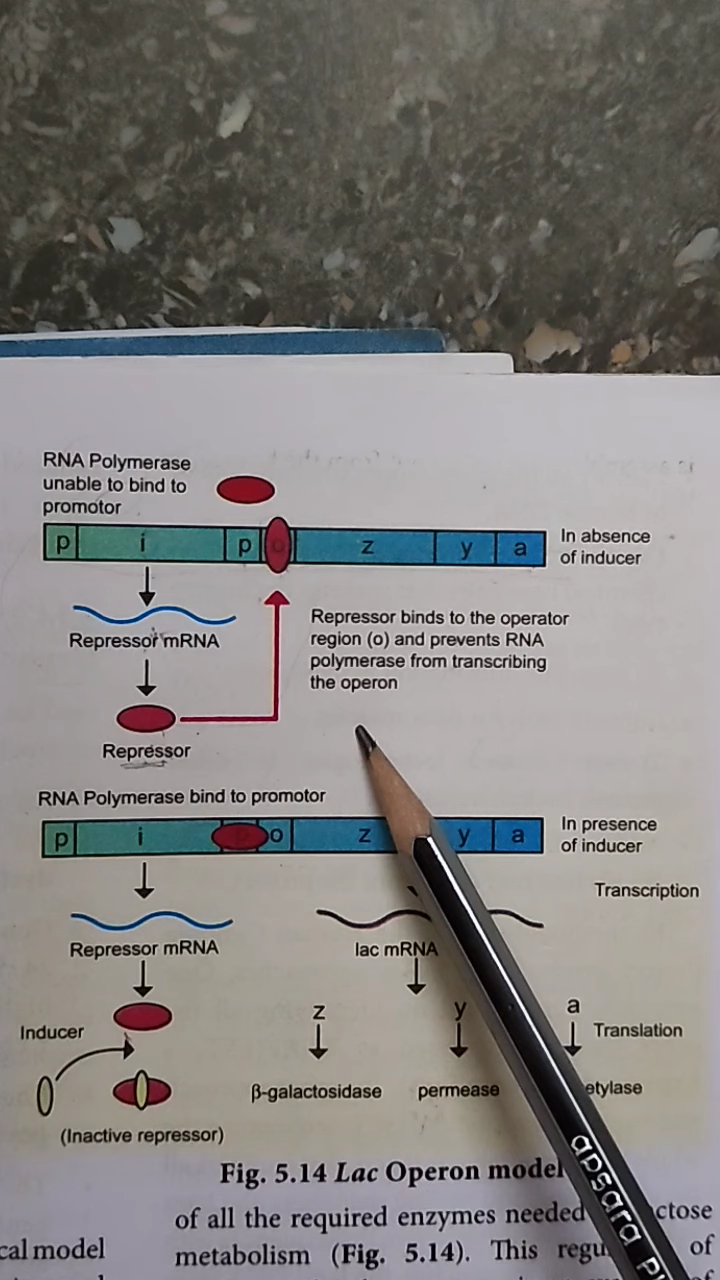 RNA Polymerase
unable to bind to
promotor
p i p o z y a
In absence
of inducer
Repressor mRNA
Repressor binds to the operator
region (o) and prevents RNA
polymerase from transcribing
the operon
Repressor
RNA Polymerase bind to promotor
p i p o z y a
In presence
of inducer
Transcription
Repressor mRNA
lac mRNA
z y a
Inducer
Translation
β-galactosidase permease etylase
(Inactive repressor)
Fig. 5.14 Lac Operon model
of all the required enzymes needed ctose
cal model
metabolism (Fig. 5.14). This regu of
apsara